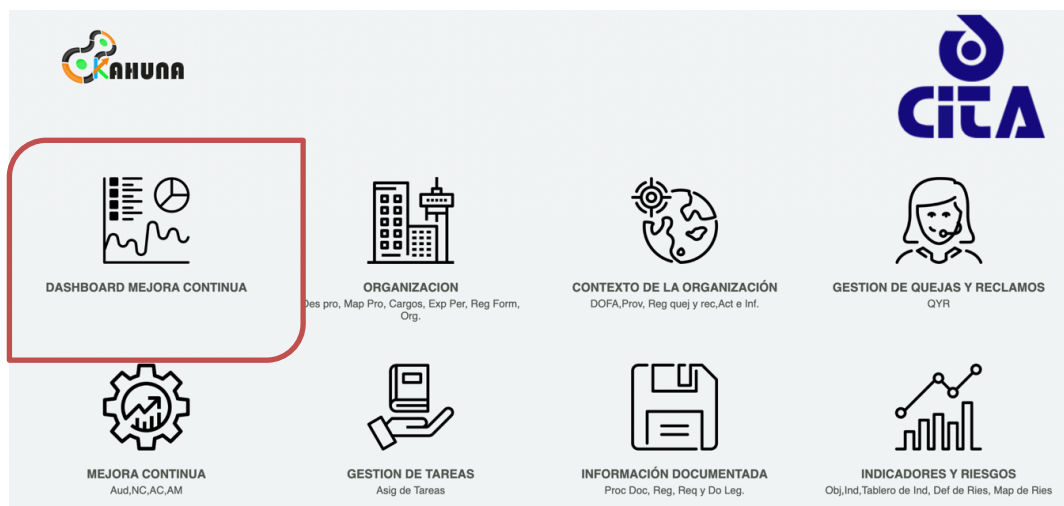 KAHUNA
CiTA
DASHBOARD MEJORA CONTINUA
ORGANIZACION
Des pro, Map Pro, Cargos, Exp Per, Reg Form,
Org.
CONTEXTO DE LA ORGANIZACIÓN
DOFA,Prov, Reg quej y rec,Act e Inf.
GESTION DE QUEJAS Y RECLAMOS
QYR
MEJORA CONTINUA
Aud,NC,AC,AM
GESTION DE TAREAS
Asig de Tareas
INFORMACIÓN DOCUMENTADA
Proc Doc, Reg, Req y Do Leg.
INDICADORES Y RIESGOS
Obj,Ind,Tablero de Ind, Def de Ries, Map de Ries